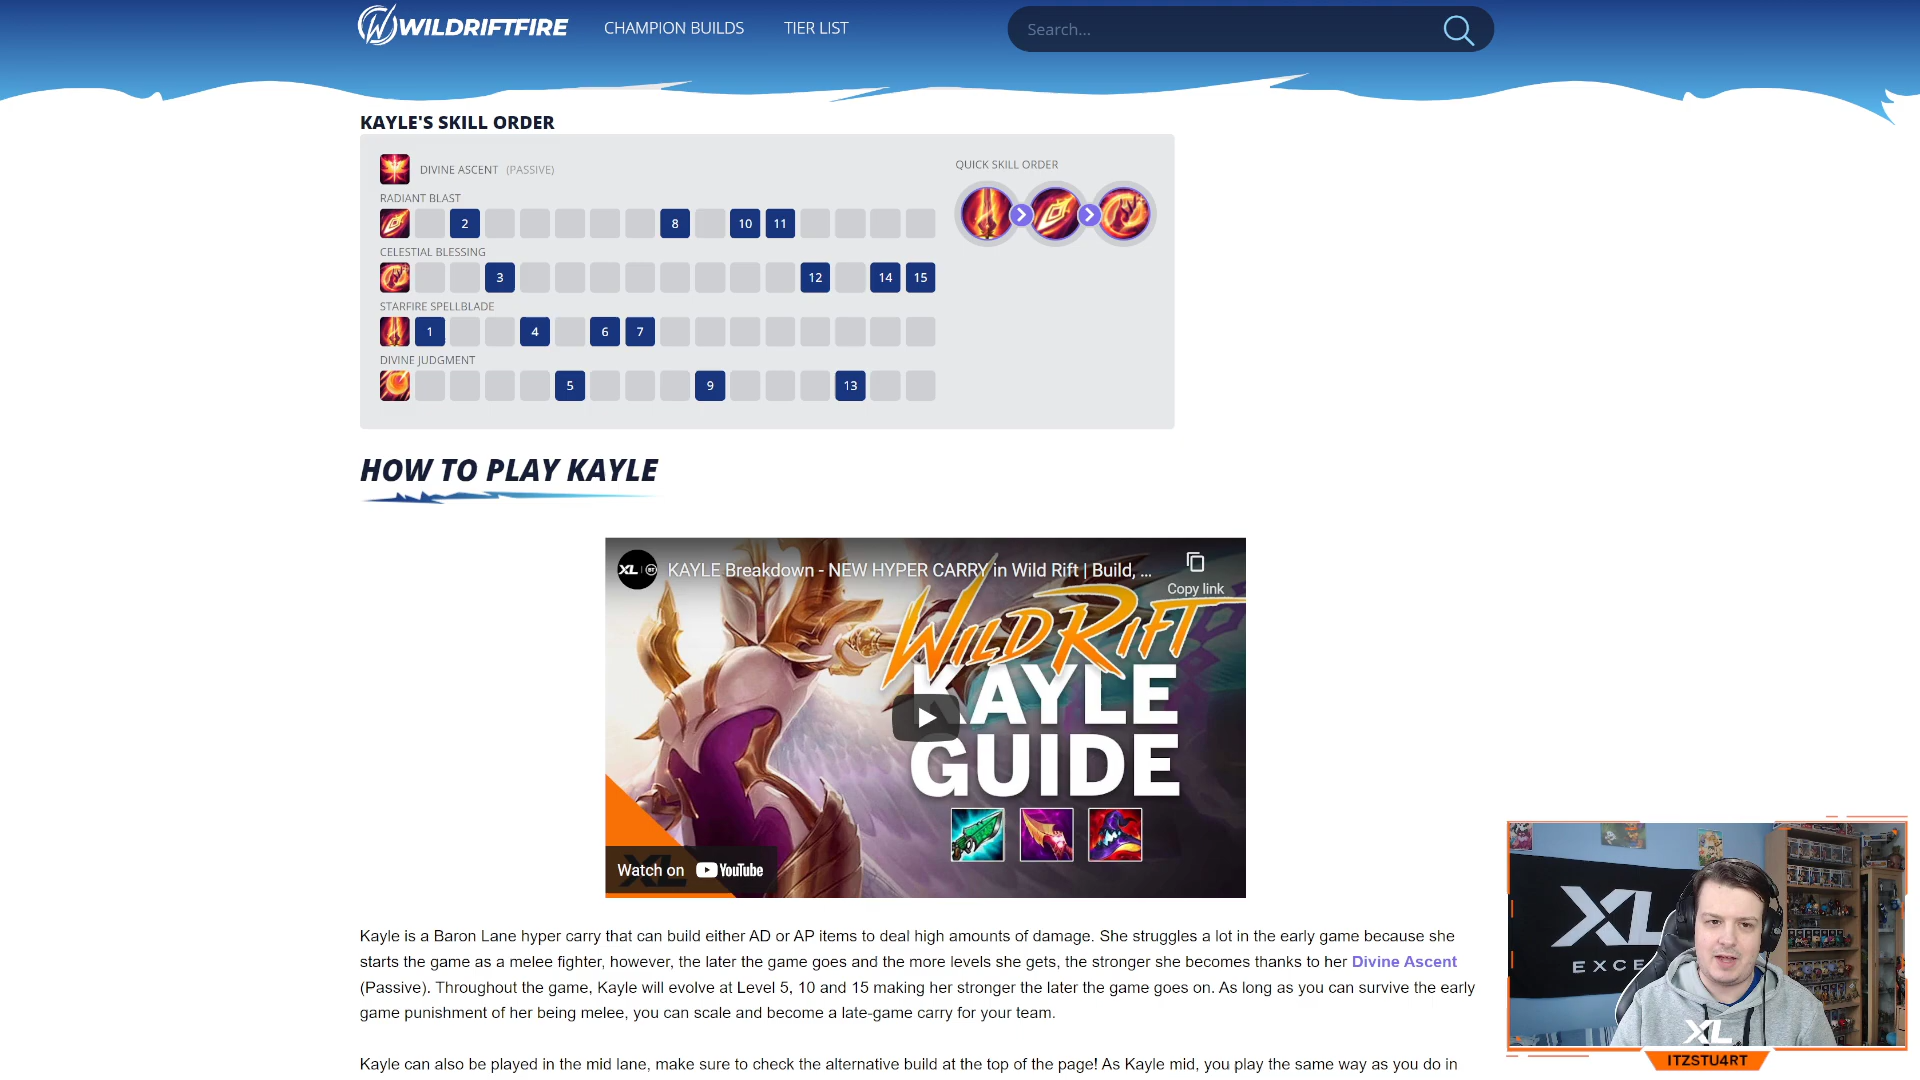 WILDRIFTFIRE
CHAMPION BUILDS
TIER LIST
Search...
KAYLE'S SKILL ORDER
DIVINE ASCENT (PASSIVE)
QUICK SKILL ORDER
RADIANT BLAST
2 8 10 11
CELESTIAL BLESSING
3 12 14 15
STARFIRE SPELLBLADE
1 4 6 7
DIVINE JUDGMENT
5 9 13
HOW TO PLAY KAYLE
XL
KAYLE Breakdown - NEW HYPER CARRY in Wild Rift | Build, ...
Copy link
WILD RIFT
KAYLE
GUIDE
Watch on YouTube
Kayle is a Baron Lane hyper carry that can build either AD or AP items to deal high amounts of damage. She struggles a lot in the early game because she
starts the game as a melee fighter, however, the later the game goes and the more levels she gets, the stronger she becomes thanks to her Divine Ascent
(Passive). Throughout the game, Kayle will evolve at Level 5, 10 and 15 making her stronger the later the game goes on. As long as you can survive the early
game punishment of her being melee, you can scale and become a late-game carry for your team.
Kayle can also be played in the mid lane, make sure to check the alternative build at the top of the page! As Kayle mid, you play the same way as you do in
XL
EXCE
XL
ITZSTU4RT